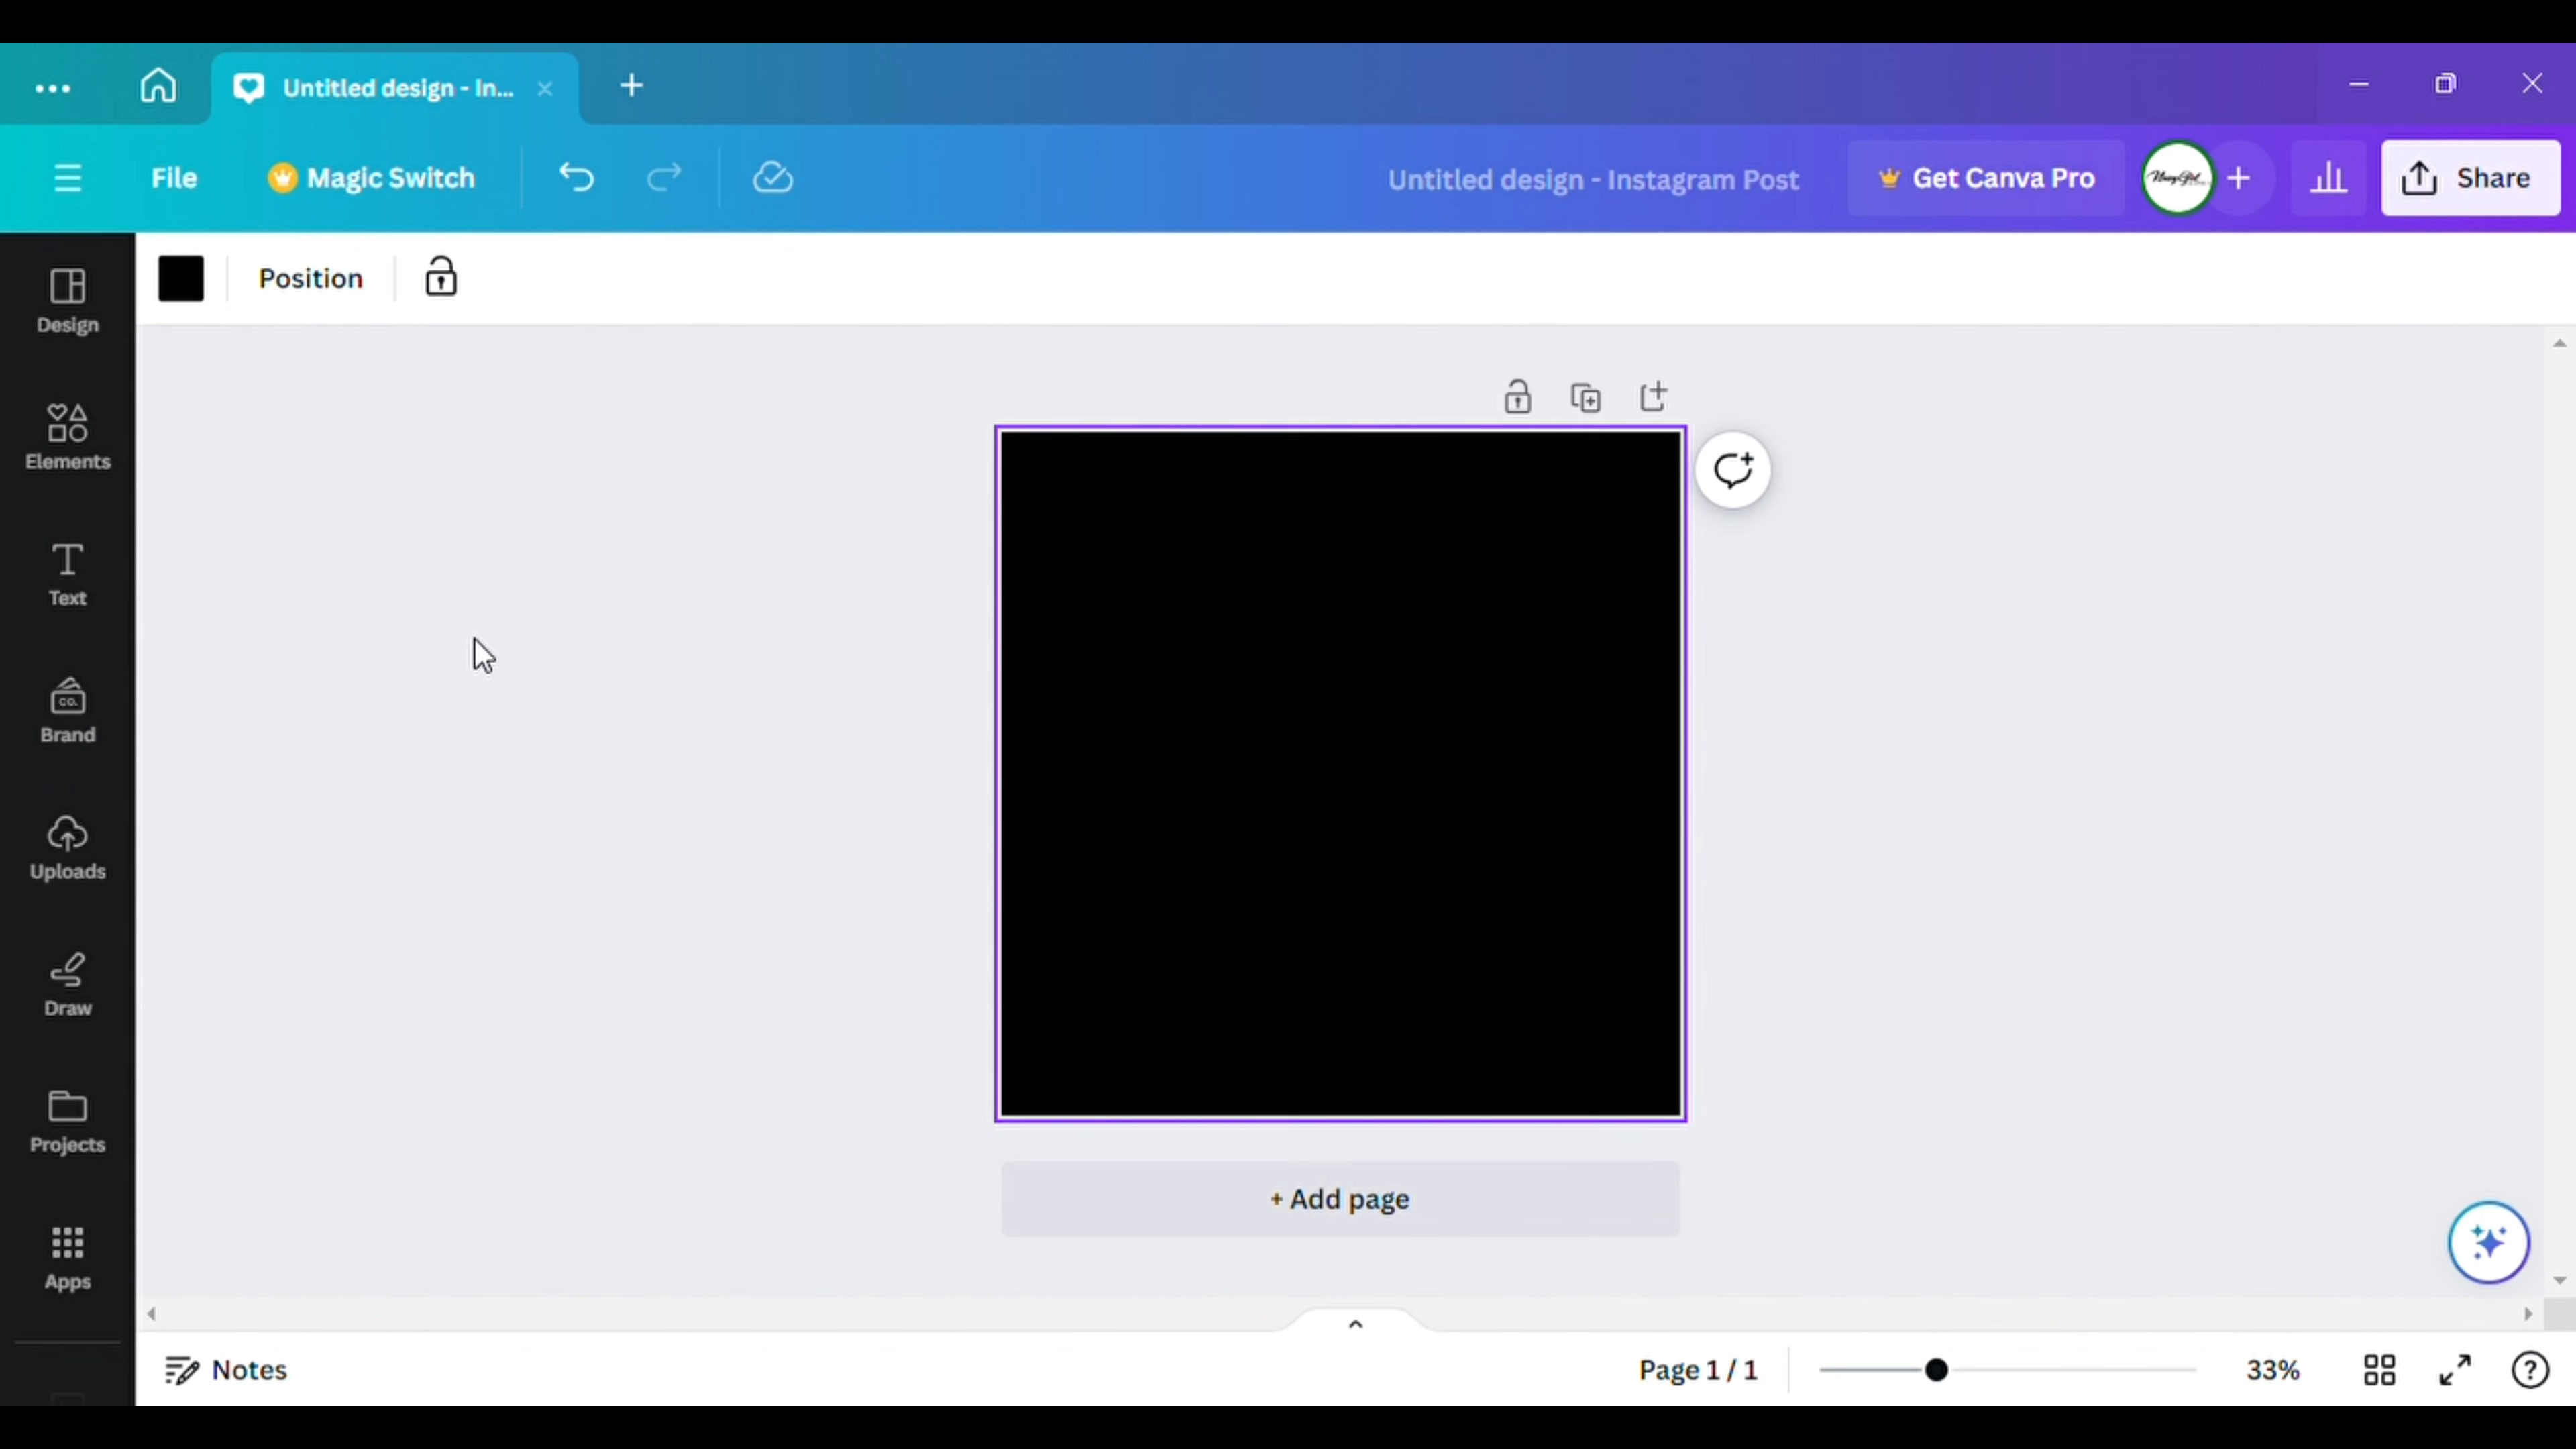 Untitled design - In...
File
Magic Switch
Untitled design - Instagram Post
Get Canva Pro
Share
Design
Position
Elements
Text
CO.
Brand
Uploads
Draw
Projects
Apps
+ Add page
Notes
Page 1 / 1
33%